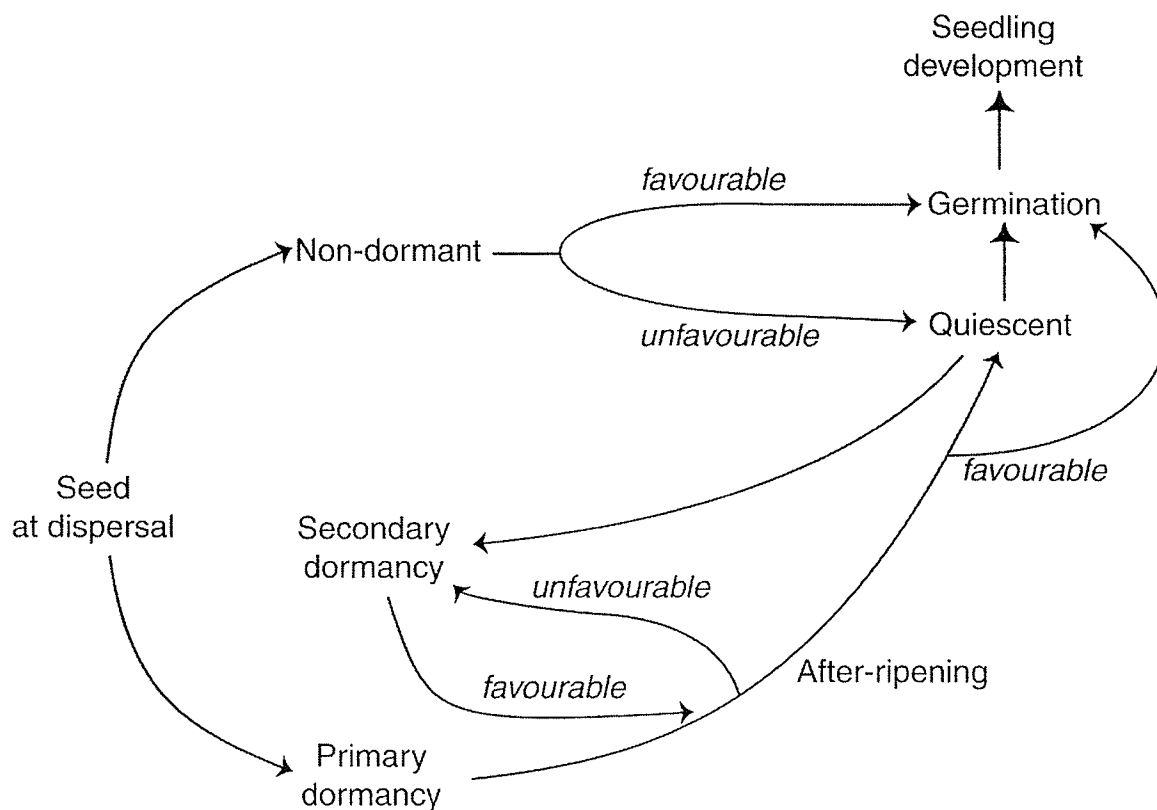 Seedling
development
favourable
Germination
Non-dormant
unfavourable
Quiescent
favourable
Seed
at dispersal
Secondary
dormancy
unfavourable
After-ripening
favourable
Primary
dormancy